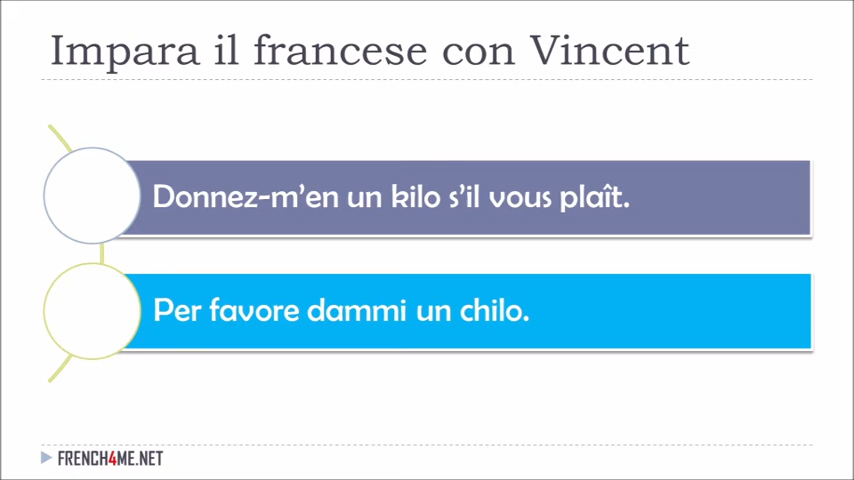 Impara il francese con Vincent
Donnez-m'en un kilo s'il vous plaît.
Per favore dammi un chilo.
FRENCH4ME.NET